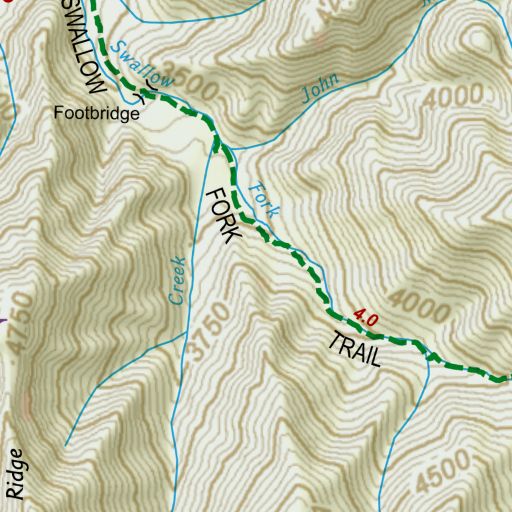 SWALLOW
Swallow
3500
John
4000
Footbridge
FORK
Fork
Creek
3750
4.0
4000
TRAIL
4750
Ridge
4500